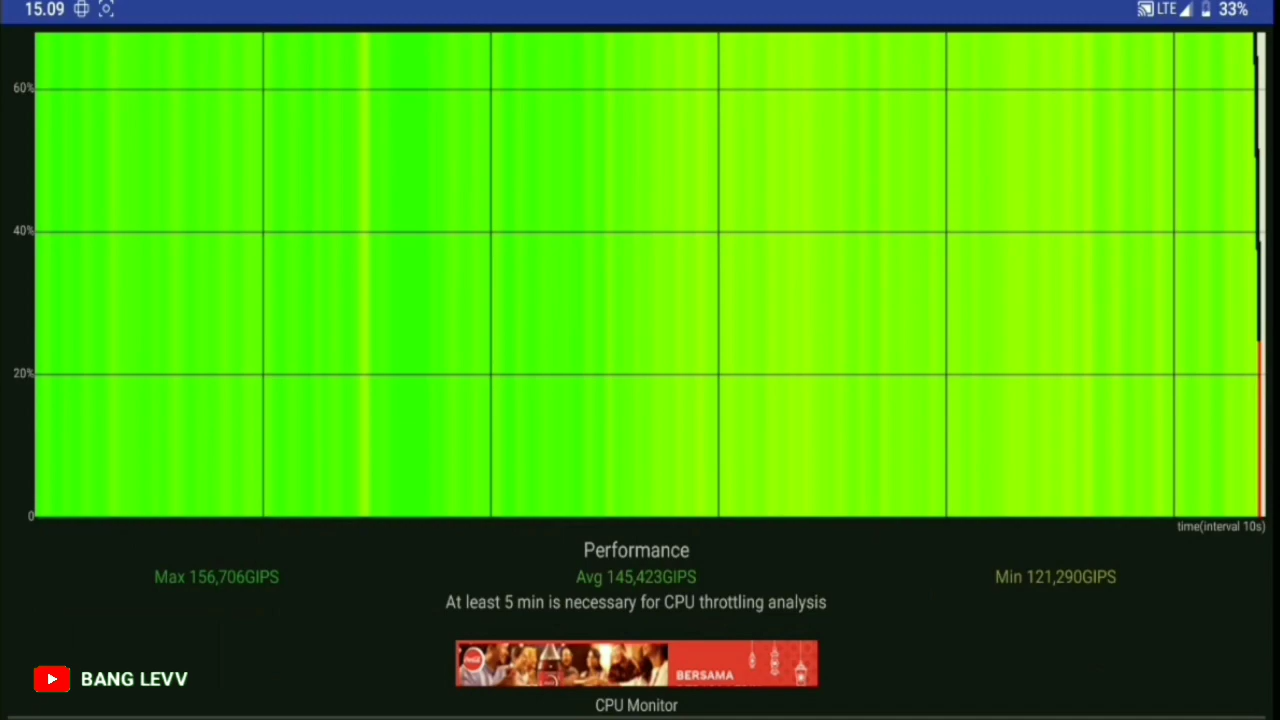 15.09
LTE 33%
60%
40%
20%
0
time(interval 10s)
Performance
Max 156,706GIPS
Avg 145,423GIPS
Min 121,290GIPS
At least 5 min is necessary for CPU throttling analysis
BERSAMA
BANG LEVV
CPU Monitor